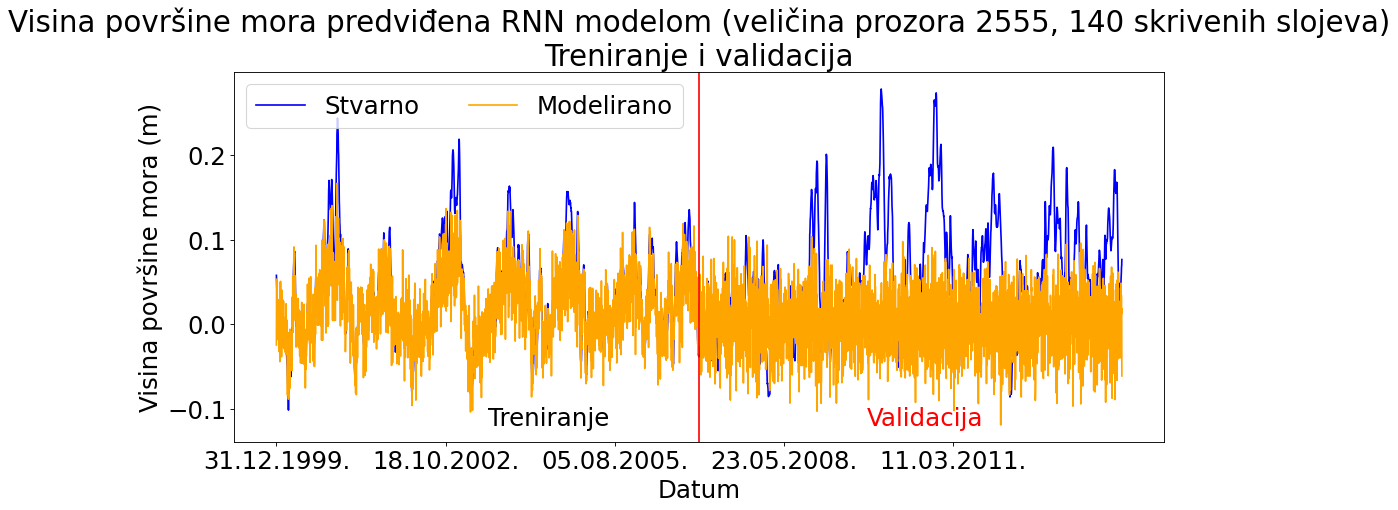 Visina površine mora predviđena RNN modelom (veličina prozora 2555, 140 skrivenih slojeva)
Treniranje i validacija
Stvarno
Modelirano
Visina površine mora (m)
0.2
0.1
0.0
−0.1
Treniranje
Validacija
31.12.1999.
18.10.2002.
05.08.2005.
23.05.2008.
11.03.2011.
Datum